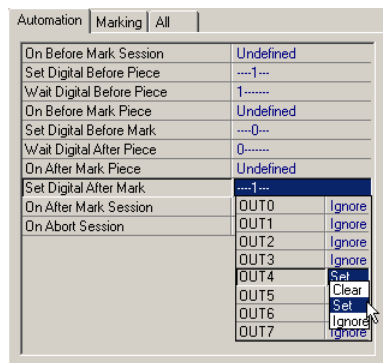 Automation Marking All
On Before Mark Session Undefined
Set Digital Before Piece ----1---
Wait Digital Before Piece 1-------
On Before Mark Piece Undefined
Set Digital Before Mark ----0---
Wait Digital After Piece 0-------
On After Mark Piece Undefined
Set Digital After Mark ----1---
On After Mark Session
On Abort Session
OUT0 Ignore
OUT1 Ignore
OUT2 Ignore
OUT3 Ignore
OUT4 Set
OUT5
OUT6
OUT7 Ignore
Clear
Set
Ignore